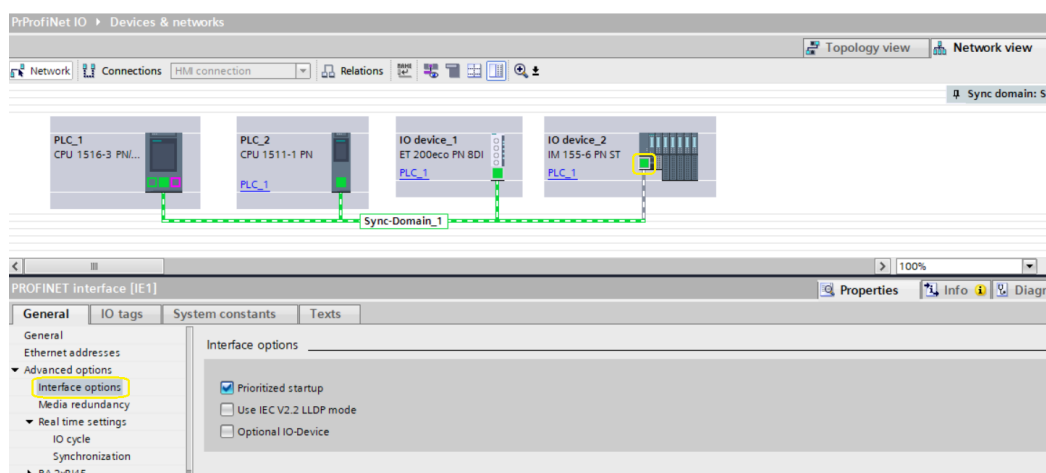 PrProfiNet IO ▸ Devices & networks
Topology view Network view
Network Connections HMI connection Relations
Sync domain: S
PLC_1 PLC_2 IO device_1 IO device_2
CPU 1516-3 PN/... CPU 1511-1 PN ET 200eco PN 8DI IM 155-6 PN ST
PLC_1 PLC_1 PLC_1
Sync-Domain_1
100%
PROFINET interface [IE1] Properties Info Diagr
General IO tags System constants Texts
General
Interface options
Ethernet addresses
Advanced options
Interface options
Prioritized startup
Media redundancy
Use IEC V2.2 LLDP mode
Real time settings
Optional IO-Device
IO cycle
Synchronization